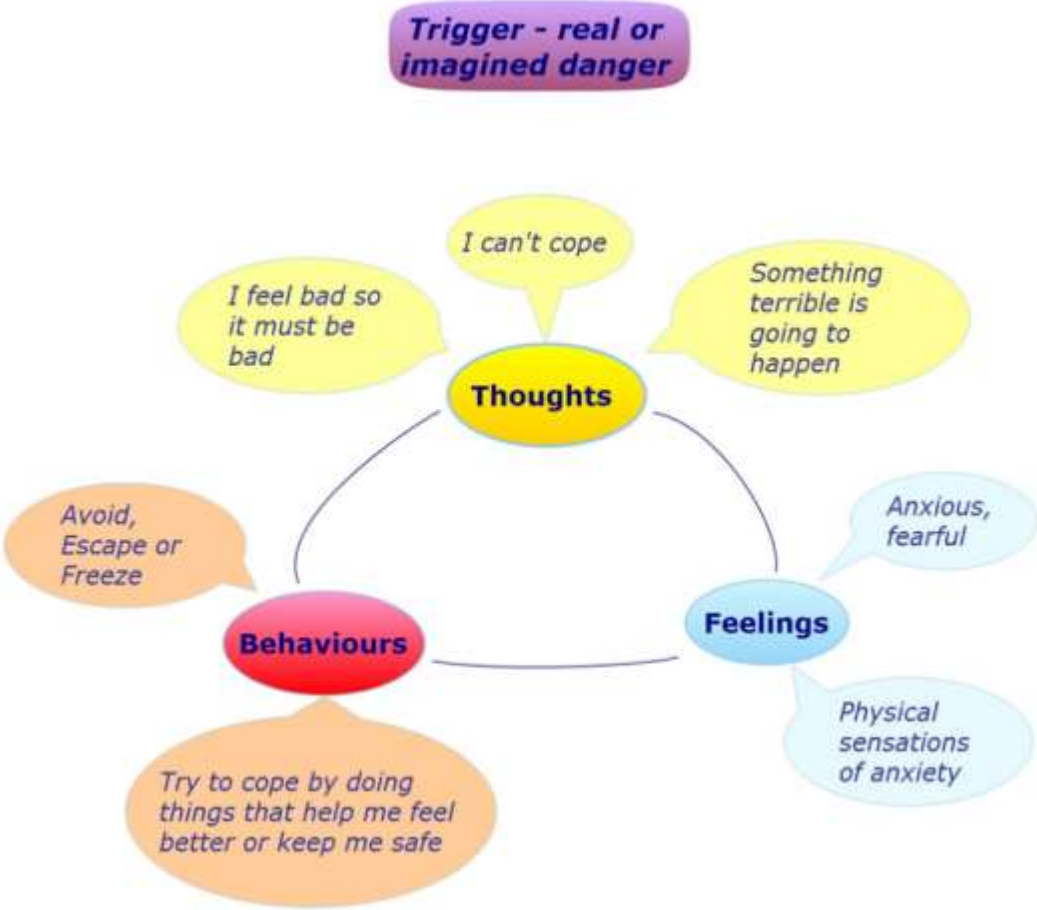 Trigger - real or
imagined danger
I can't cope
I feel bad so
it must be
bad
Something
terrible is
going to
happen
Thoughts
Avoid,
Escape or
Freeze
Anxious,
fearful
Behaviours
Feelings
Physical
sensations
of anxiety
Try to cope by doing
things that help me feel
better or keep me safe